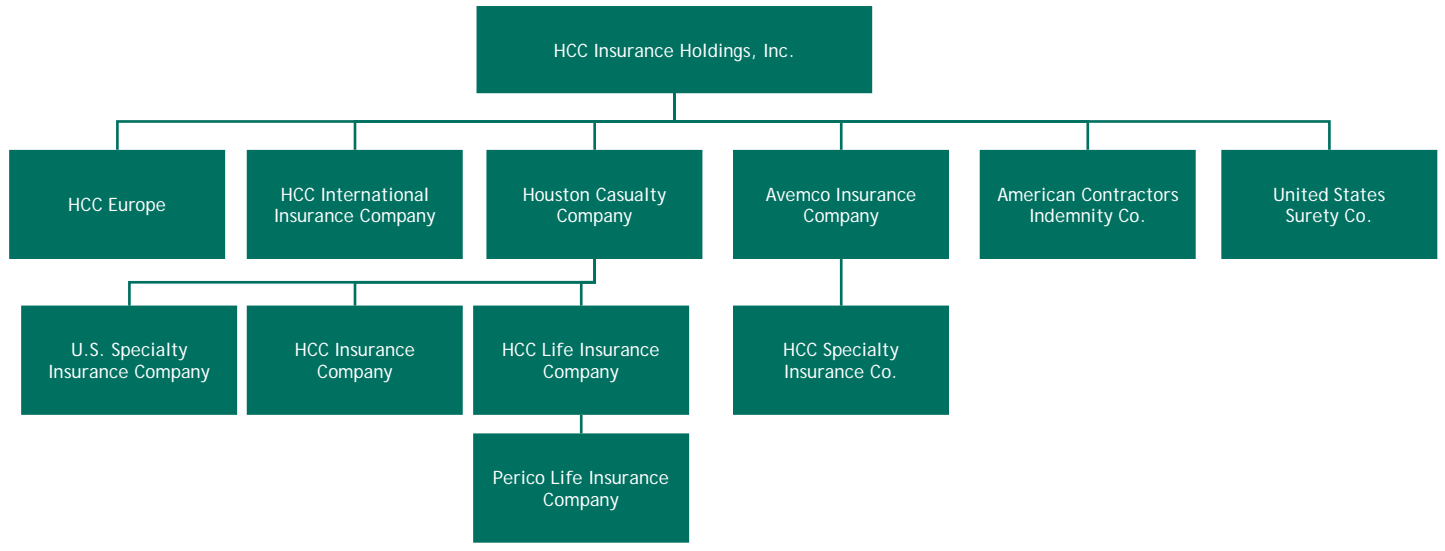 HCC Insurance Holdings, Inc.
HCC Europe
HCC International
Insurance Company
Houston Casualty
Company
Avemco Insurance
Company
American Contractors
Indemnity Co.
United States
Surety Co.
U.S. Specialty
Insurance Company
HCC Insurance
Company
HCC Life Insurance
Company
HCC Specialty
Insurance Co.
Perico Life Insurance
Company